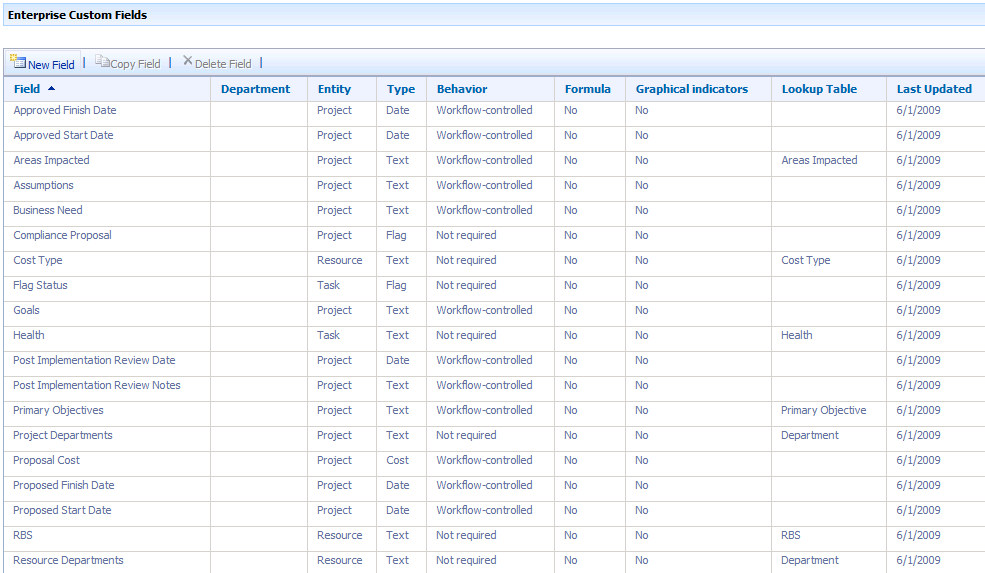 Enterprise Custom Fields
New Field | Copy Field | Delete Field |
Field Department Entity Type Behavior Formula Graphical indicators Lookup Table Last Updated
Approved Finish Date Project Date Workflow-controlled No No 6/1/2009
Approved Start Date Project Date Workflow-controlled No No 6/1/2009
Areas Impacted Project Text Workflow-controlled No No Areas Impacted 6/1/2009
Assumptions Project Text Workflow-controlled No No 6/1/2009
Business Need Project Text Workflow-controlled No No 6/1/2009
Compliance Proposal Project Flag Not required No No 6/1/2009
Cost Type Resource Text Not required No No Cost Type 6/1/2009
Flag Status Task Flag Not required No No 6/1/2009
Goals Project Text Workflow-controlled No No 6/1/2009
Health Task Text Not required No No Health 6/1/2009
Post Implementation Review Date Project Date Workflow-controlled No No 6/1/2009
Post Implementation Review Notes Project Text Workflow-controlled No No 6/1/2009
Primary Objectives Project Text Workflow-controlled No No Primary Objective 6/1/2009
Project Departments Project Text Not required No No Department 6/1/2009
Proposal Cost Project Cost Workflow-controlled No No 6/1/2009
Proposed Finish Date Project Date Workflow-controlled No No 6/1/2009
Proposed Start Date Project Date Workflow-controlled No No 6/1/2009
RBS Resource Text Not required No No RBS 6/1/2009
Resource Departments Resource Text Not required No No Department 6/1/2009